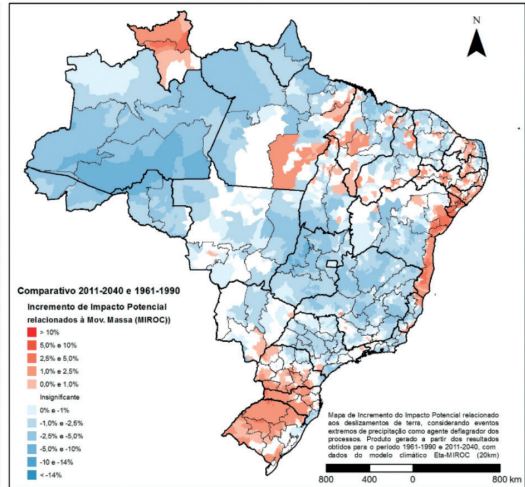 N
Comparativo 2011-2040 e 1961-1990
Incremento de Impacto Potencial
relacionados à Mov. Massa (MIROC))
> 10%
5,0% e 10%
2,5% e 5,0%
1,0% e 2,5%
0,0% e 1,0%
Insignificante
0% e -1%
-1,0% e -2,5%
-2,5% e -5,0%
-5,0% e -10%
-10 e -14%
< -14%
Mapa de Incremento do Impacto Potencial relacionado
aos deslizamentos de terra, considerando eventos
extremos de precipitação como agente deflagrador dos
processos. Produto gerado a partir dos resultados
obtidos para o período 1961-1990 e 2011-2040, com
dados do modelo climático Eta-MIROC (20km)
800 400 0 800 km